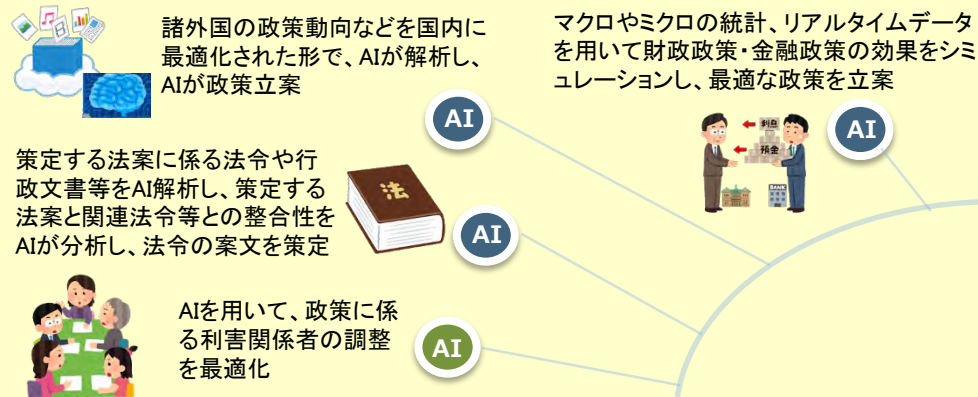 諸外国の政策動向などを国内に
最適化された形で、AIが解析し、
AIが政策立案
AI
マクロやミクロの統計、リアルタイムデータ
を用いて財政政策・金融政策の効果をシミ
ュレーションし、最適な政策を立案
利息
預金
BANK
AI
策定する法案に係る法令や行
政文書等をAI解析し、策定する
法案と関連法令等との整合性を
AIが分析し、法令の案文を策定
法
AI
AIを用いて、政策に係
る利害関係者の調整
を最適化
AI